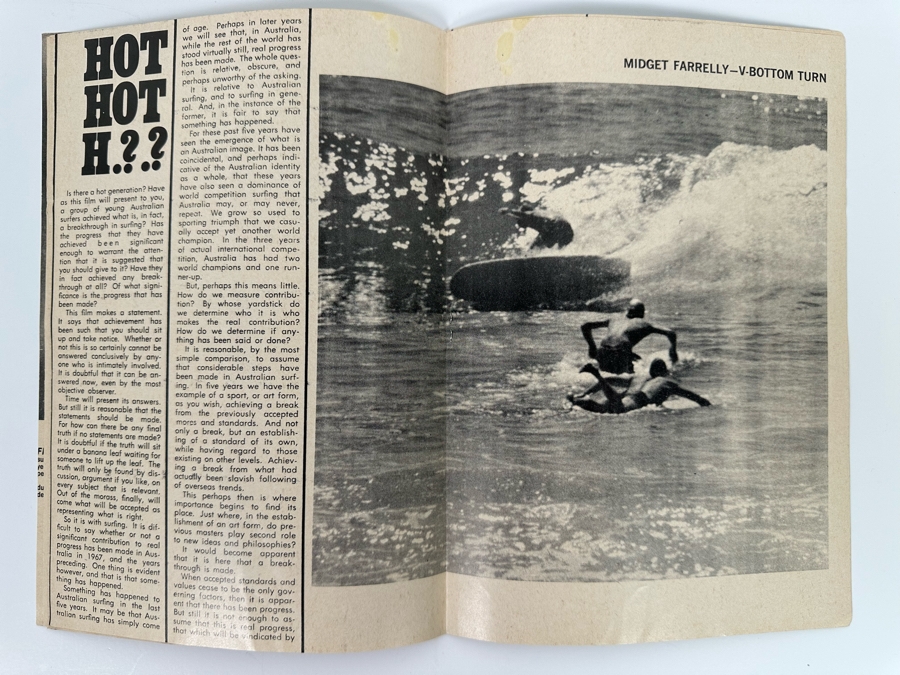 HOT
HOT
H.?.?
Is there a hot generation? Have
as this film will present to you,
a group of young Australian
surfers achieved what is, in fact,
a breakthrough in surfing? Has
the progress that they have
achieved been significant
enough to warrant the atten-
tion that it is suggested that
you should give to it? Have they
in fact achieved any break-
through at all? Of what signi-
ficance is the progress that has
been made?
This film makes a statement.
It says that achievement has
been such that you should sit
up and take notice. Whether or
not this is so certainly cannot be
answered conclusively by any-
one who is intimately involved.
It is doubtful that it can be an-
swered now, even by the most
objective observer.
Time will present its answers.
But still it is reasonable that the
statements should be made.
For how can there be any final
truth if no statements are made?
It is doubtful if the truth will sit
under a banana leaf waiting for
someone to lift up the leaf. The
truth will only be found by dis-
cussion, argument if you like, on
every subject that is relevant.
Out of the morass, finally, will
come what will be accepted as
representing what is right.
So it is with surfing. It is dif-
ficult to say whether or not a
significant contribution to real
progress has been made in Aus-
tralia in 1967, and the years
preceding. One thing is evident
however, and that is that some-
thing has happened.
Something has happened to
Australian surfing in the last
five years. It may be that Aus-
tralian surfing has simply come
of age. Perhaps in later years
we will see that, in Australia,
while the rest of the world has
stood virtually still, real progress
has been made. The whole ques-
tion is relative, obscure, and
perhaps unworthy of the asking.
It is relative to Australian
surfing, and to surfing in gene-
ral. And, in the instance of the
former, it is fair to say that
something has happened.
For these past five years have
seen the emergence of what is
an Australian image. It has been
coincidental, and perhaps indi-
cative of the Australian identity
as a whole, that these years
have also seen a dominance of
world competition surfing that
Australia may, or may never,
repeat. We grow so used to
sporting triumph that we casu-
ally accept yet another world
champion. In the three years
of actual international compe-
tition, Australia has had two
world champions and one run-
ner-up.
But, perhaps this means little.
How do we measure contribu-
tion? By whose yardstick do
we determine who it is who
makes the real contribution?
How do we determine if any-
thing has been said or done?
It is reasonable, by the most
simple comparison, to assume
that considerable steps have
been made in Australian surf-
ing. In five years we have the
example of a sport, or art form,
as you wish, achieving a break
from the previously accepted
mores and standards. And not
only a break, but an establish-
ing of a standard of its own,
while having regard to those
existing on other levels. Achiev-
ing a break from what had
actually been slavish following
of overseas trends.
This perhaps then is where
importance begins to find its
place. Just where, in the estab-
lishment of an art form, do pre-
vious masters play second role
to new ideas and philosophies?
It would become apparent
that it is here that a break-
through is made.
When accepted standards and
values cease to be the only gov-
erning factors, then it is appar-
ent that there has been progress.
But still it is not enough to as-
sume that this is real progress,
that which will be vindicated by
MIDGET FARRELLY—V-BOTTOM TURN